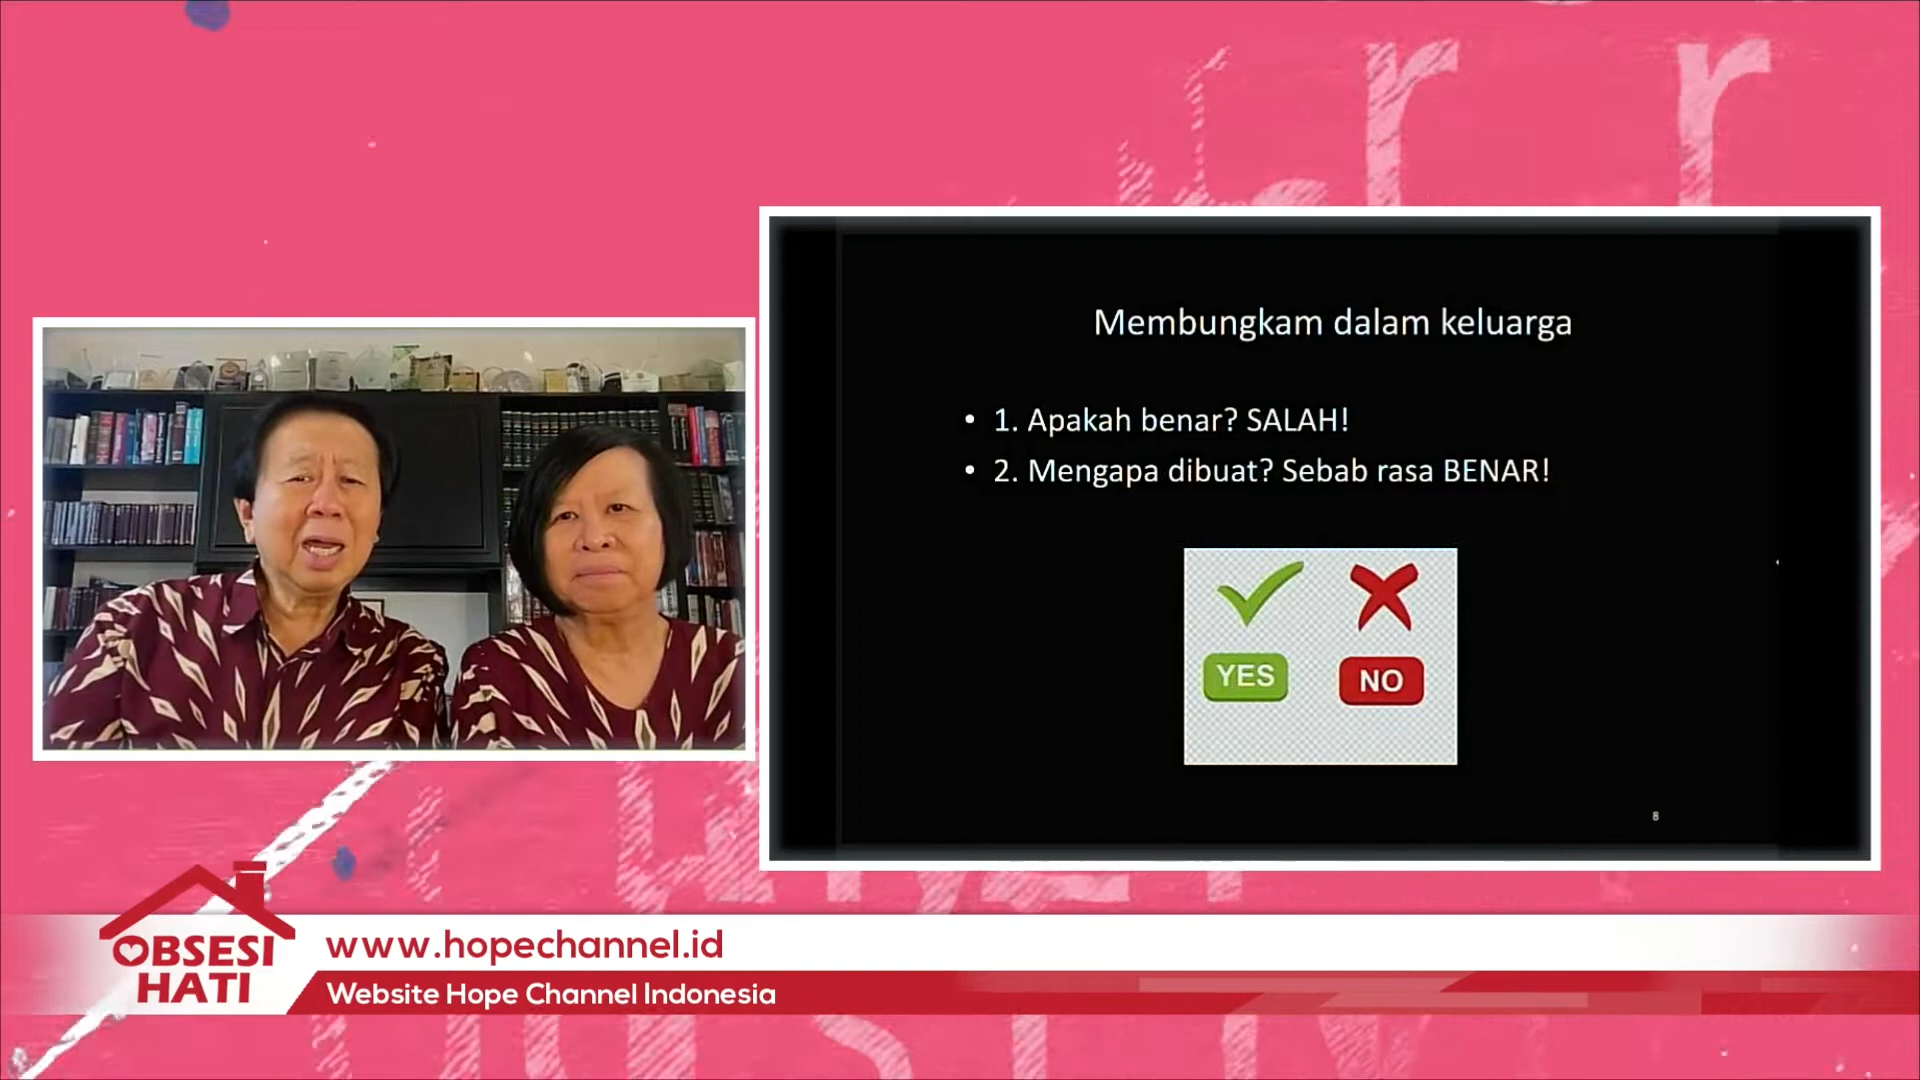 Membungkam dalam keluarga
• 1. Apakah benar? SALAH!
• 2. Mengapa dibuat? Sebab rasa BENAR!
YES NO
8
OBSESI
HATI
www.hopechannel.id
Website Hope Channel Indonesia